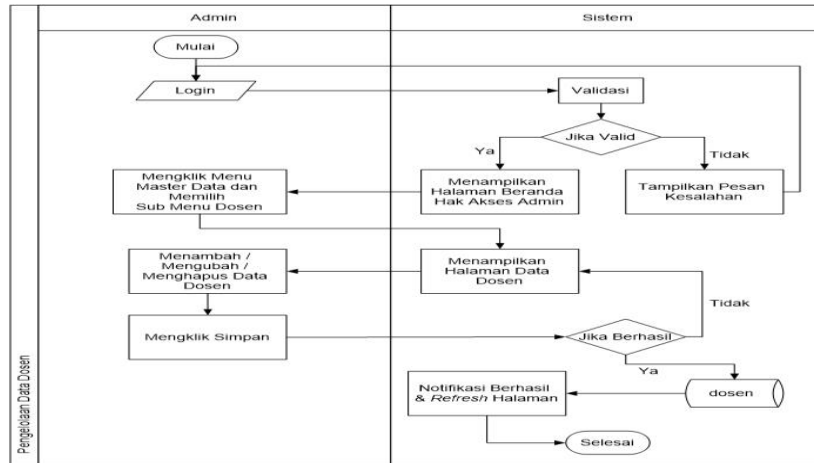 Admin
Sistem
Mulai
Login
Validasi
Jika Valid
Ya
Tidak
Mengklik Menu
Master Data dan
Memilih
Sub Menu Dosen
Menampilkan
Halaman Beranda
Hak Akses Admin
Tampilkan Pesan
Kesalahan
Menambah /
Mengubah /
Menghapus Data
Dosen
Menampilkan
Halaman Data
Dosen
Tidak
Mengklik Simpan
Jika Berhasil
Ya
Notifikasi Berhasil
& Refresh Halaman
dosen
Selesai
Pengelolaan Data Dosen